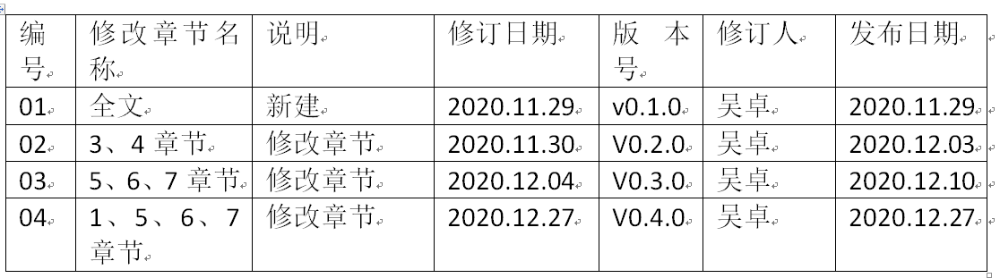 编号 修改章节名称 说明 修订日期 版本号 修订人 发布日期
01 全文 新建 2020.11.29 v0.1.0 吴卓 2020.11.29
02 3、4 章节 修改章节 2020.11.30 V0.2.0 吴卓 2020.12.03
03 5、6、7 章节 修改章节 2020.12.04 V0.3.0 吴卓 2020.12.10
04 1、5、6、7 章节 修改章节 2020.12.27 V0.4.0 吴卓 2020.12.27